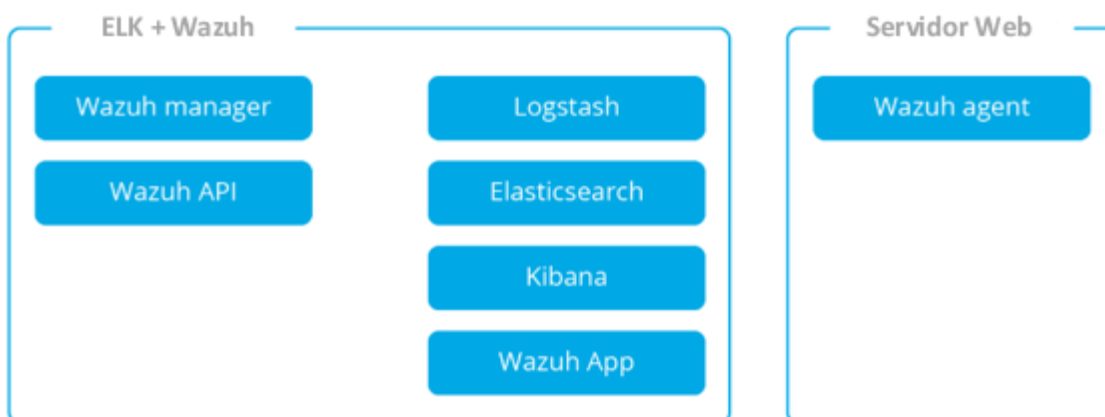 ELK + Wazuh
Wazuh manager
Wazuh API
Logstash
Elasticsearch
Kibana
Wazuh App
Servidor Web
Wazuh agent